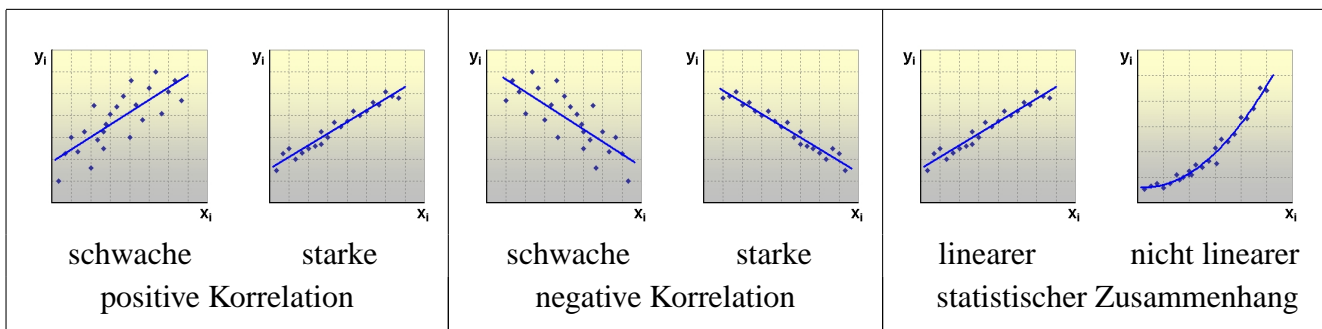 yi yi yi yi yi yi
xi xi xi xi xi xi
schwache starke schwache starke linearer nicht linearer
positive Korrelation negative Korrelation statistischer Zusammenhang